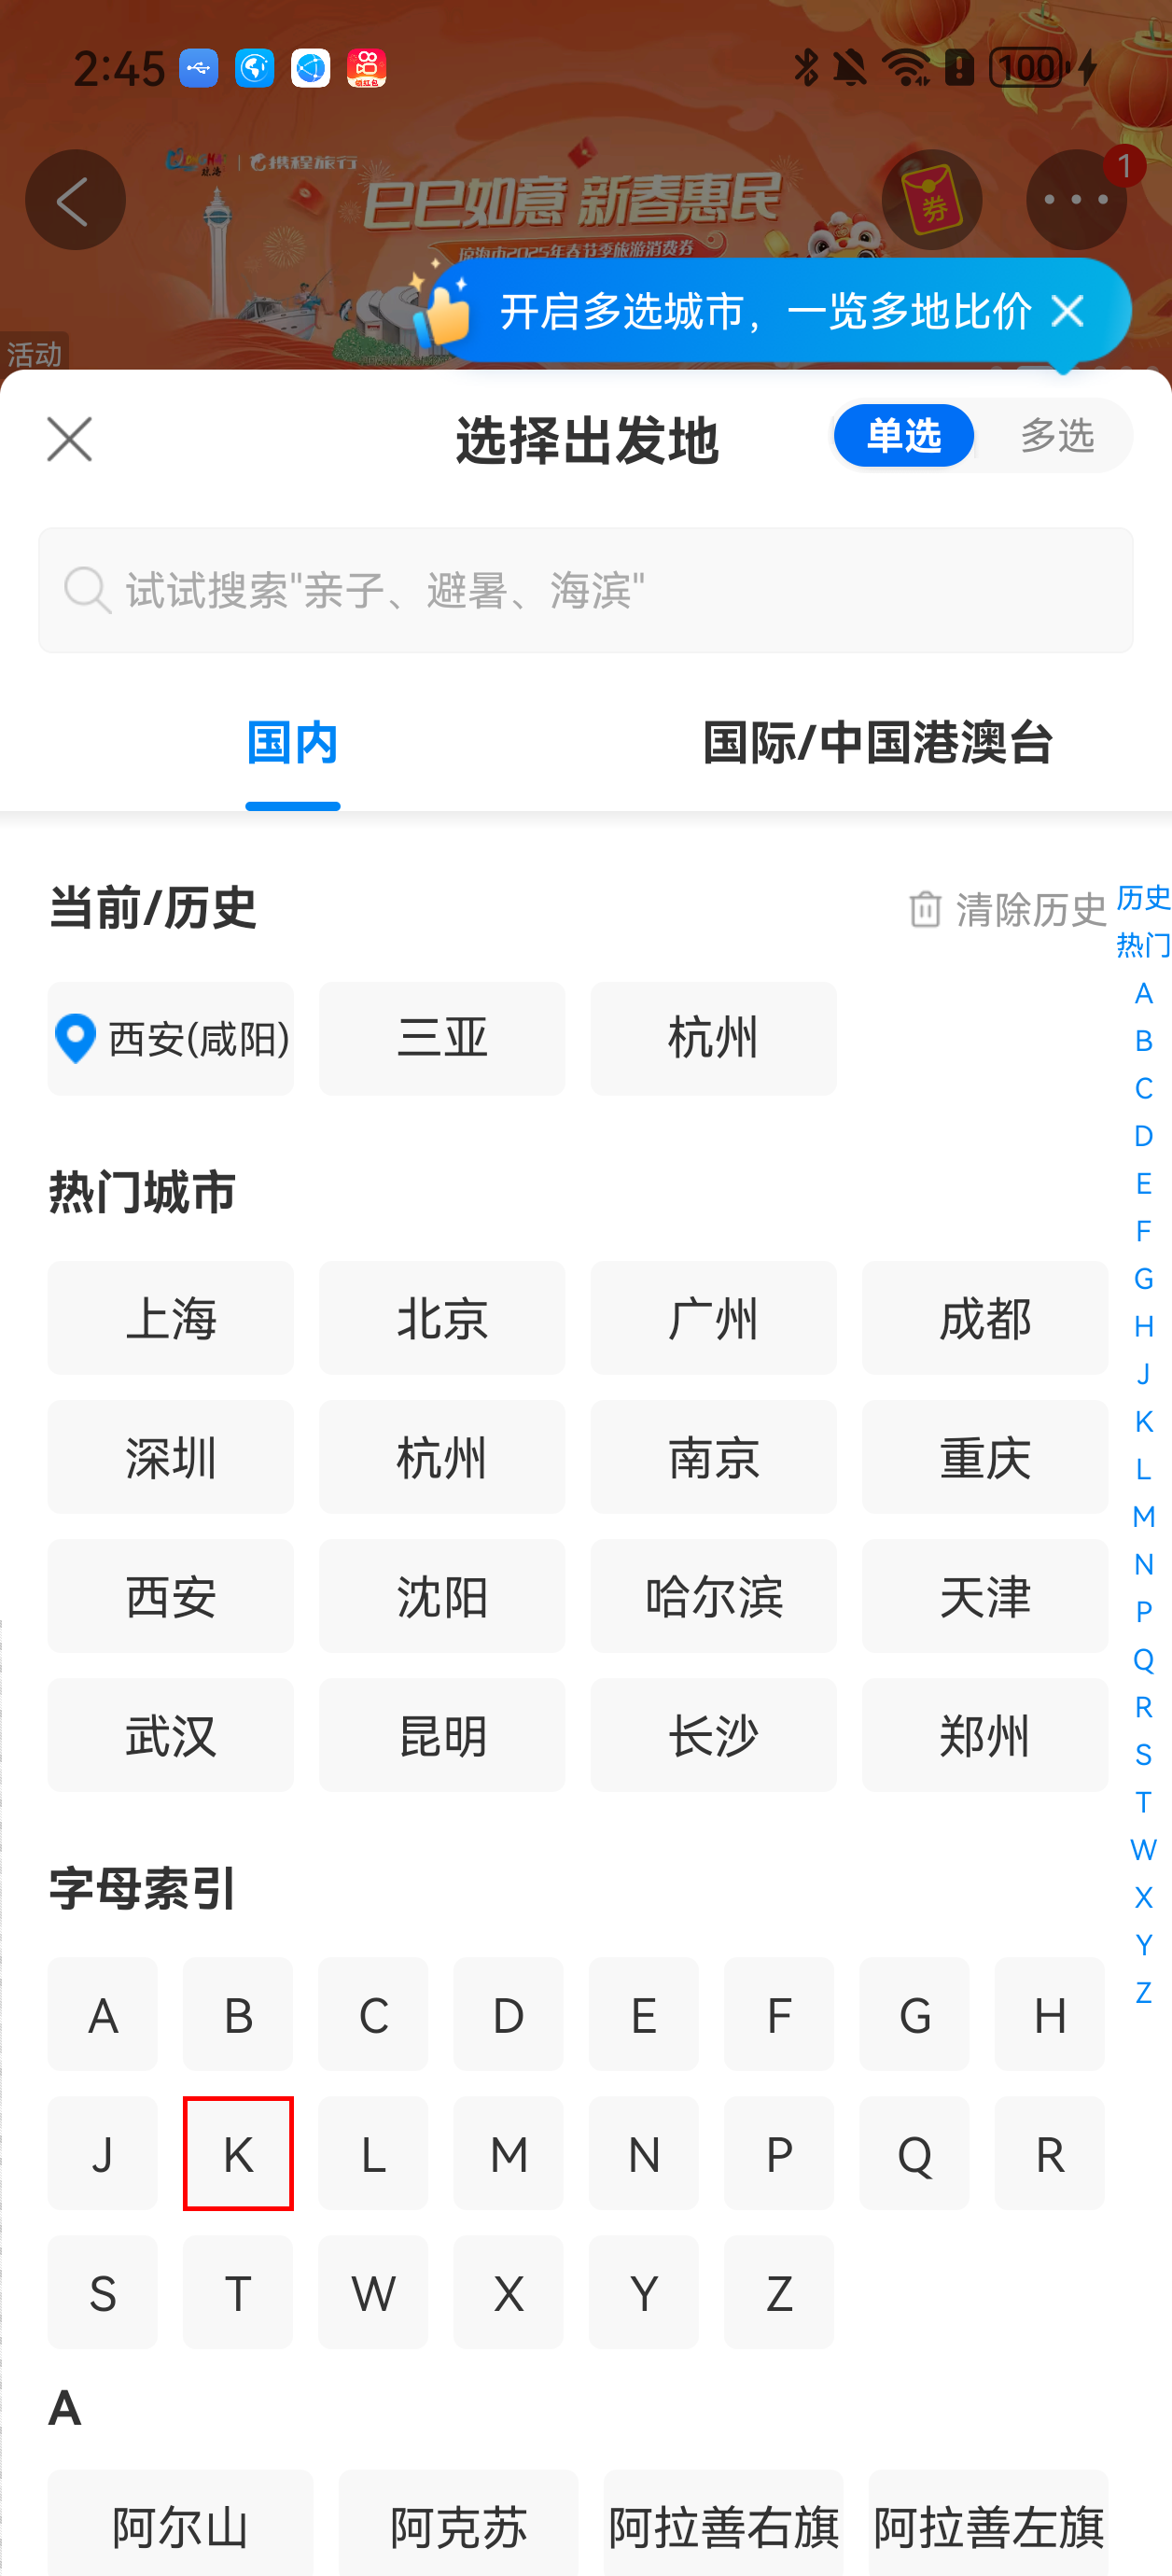 2:45
领红包
100
携程旅行
巳巳如意 新春惠民
琼海市2025年春节季旅游消费券
券
1
开启多选城市，一览多地比价
活动
选择出发地
单选
多选
试试搜索"亲子、避暑、海滨"
国内
国际/中国港澳台
当前/历史
清除历史
历史
热门
西安(咸阳)
三亚
杭州
热门城市
上海
北京
广州
成都
深圳
杭州
南京
重庆
西安
沈阳
哈尔滨
天津
武汉
昆明
长沙
郑州
A
B
C
D
E
F
G
H
J
K
L
M
N
P
Q
R
S
T
W
X
Y
Z
字母索引
A B C D E F G H
J K L M N P Q R
S T W X Y Z
A
阿尔山
阿克苏
阿拉善右旗
阿拉善左旗